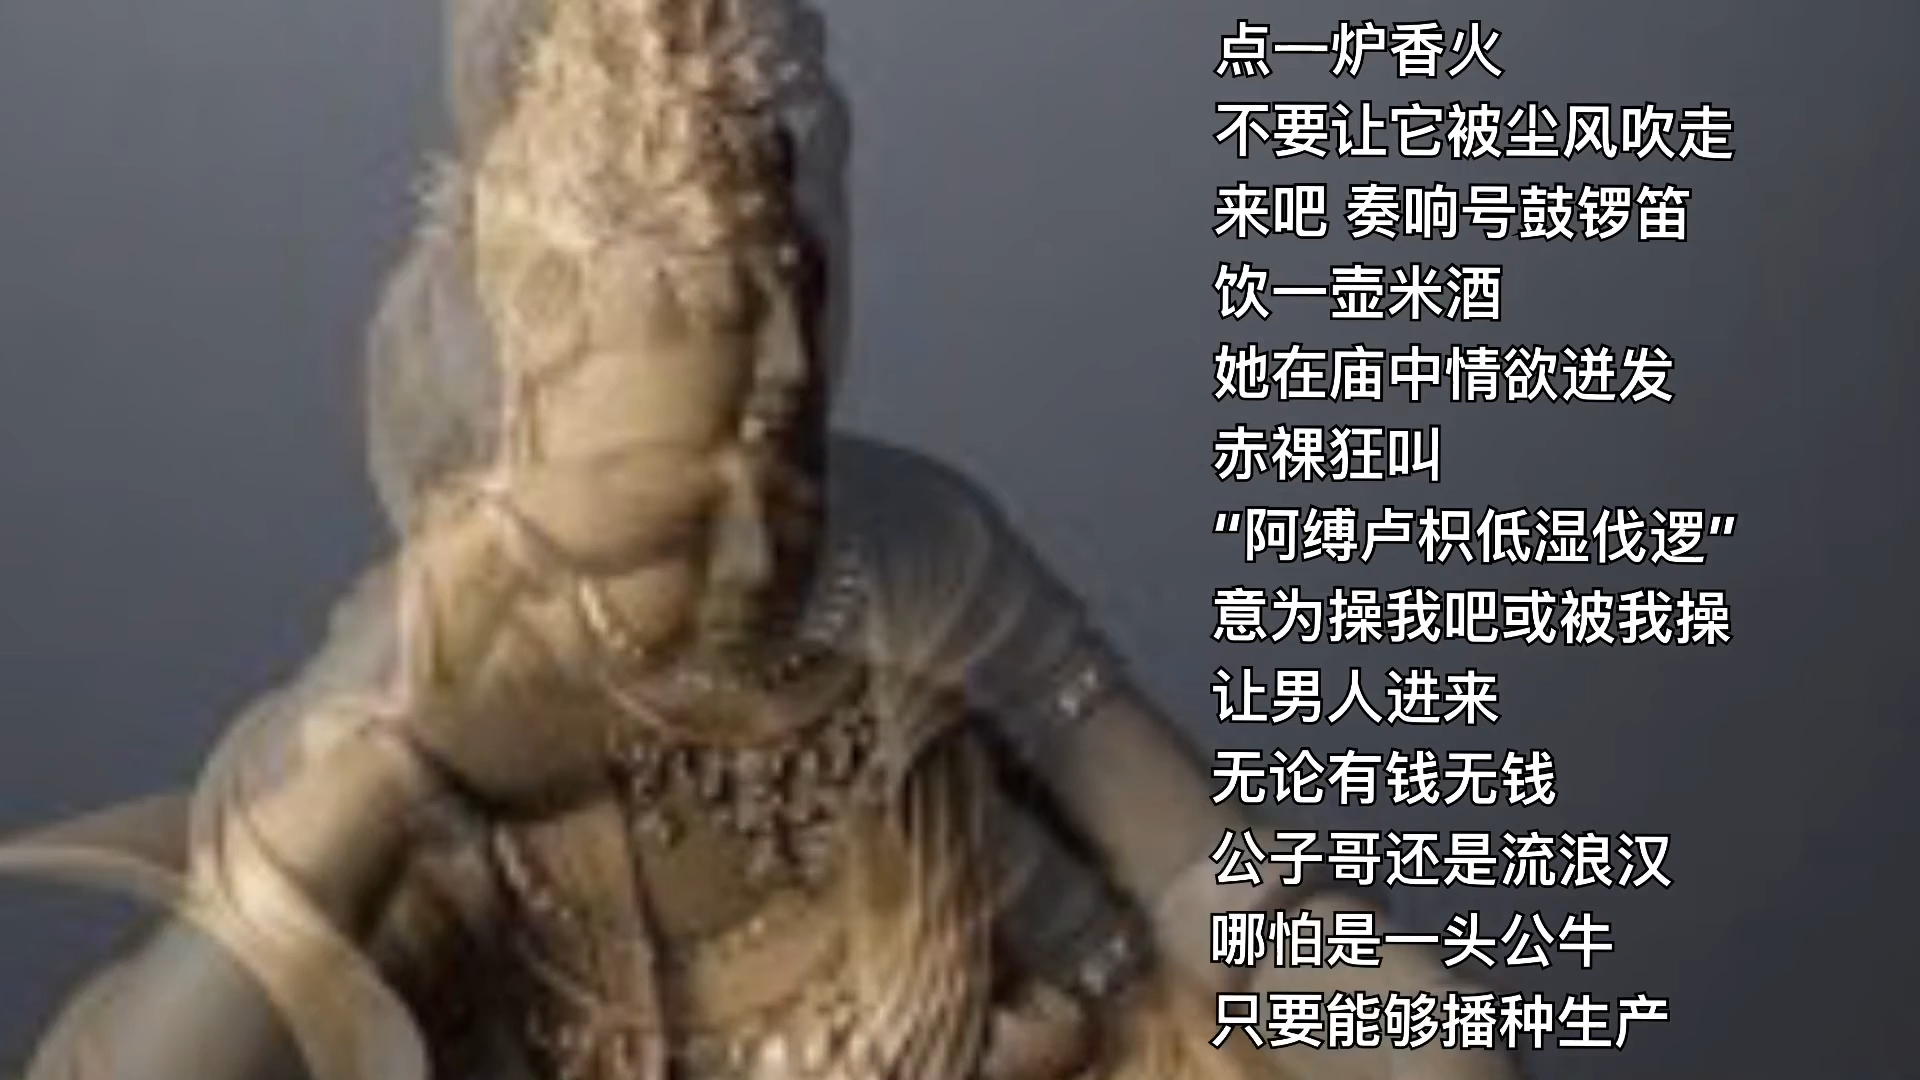 点一炉香火
不要让它被尘风吹走
来吧 奏响号鼓锣笛
饮一壶米酒
她在庙中情欲迸发
赤裸狂叫
“阿缚卢枳低湿伐逻”
意为操我吧或被我操
让男人进来
无论有钱无钱
公子哥还是流浪汉
哪怕是一头公牛
只要能够播种生产